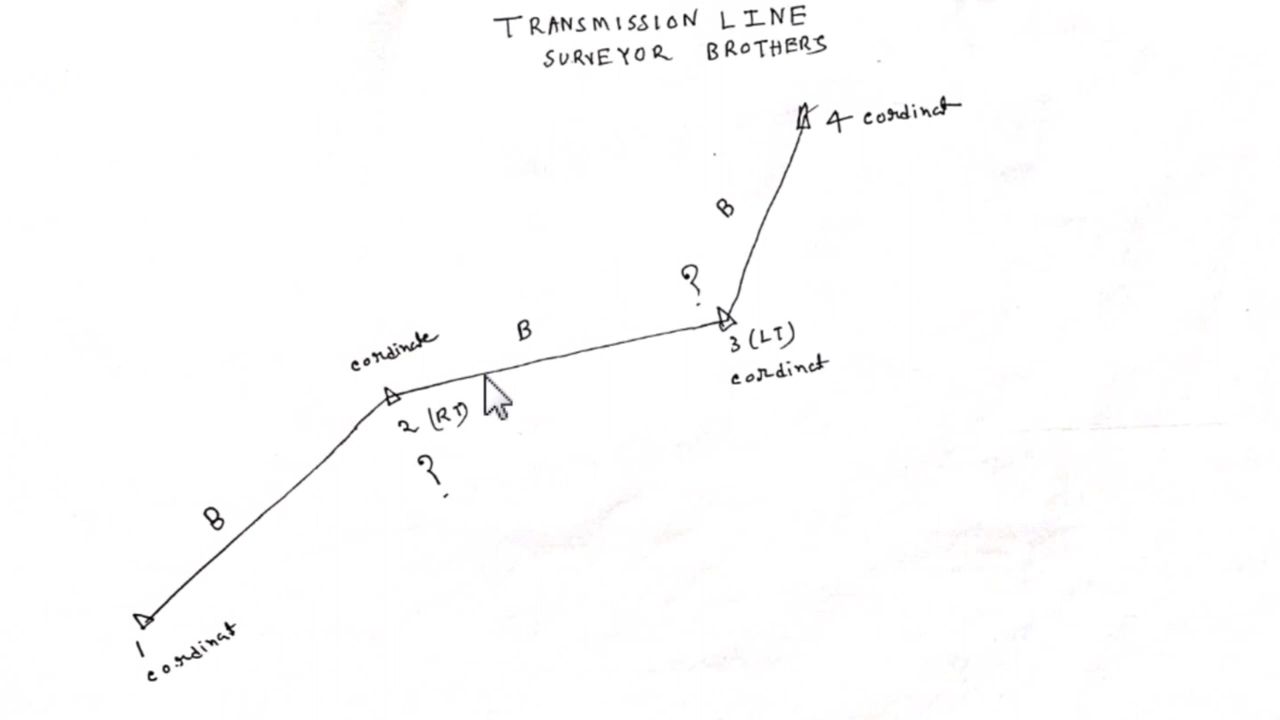 TRANSMISSION LINE
SURVEYOR BROTHERS
4 cordinat
B
?
B
3 (LT)
cordinat
cordinate
2 (RT)
?
B
1
cordinat